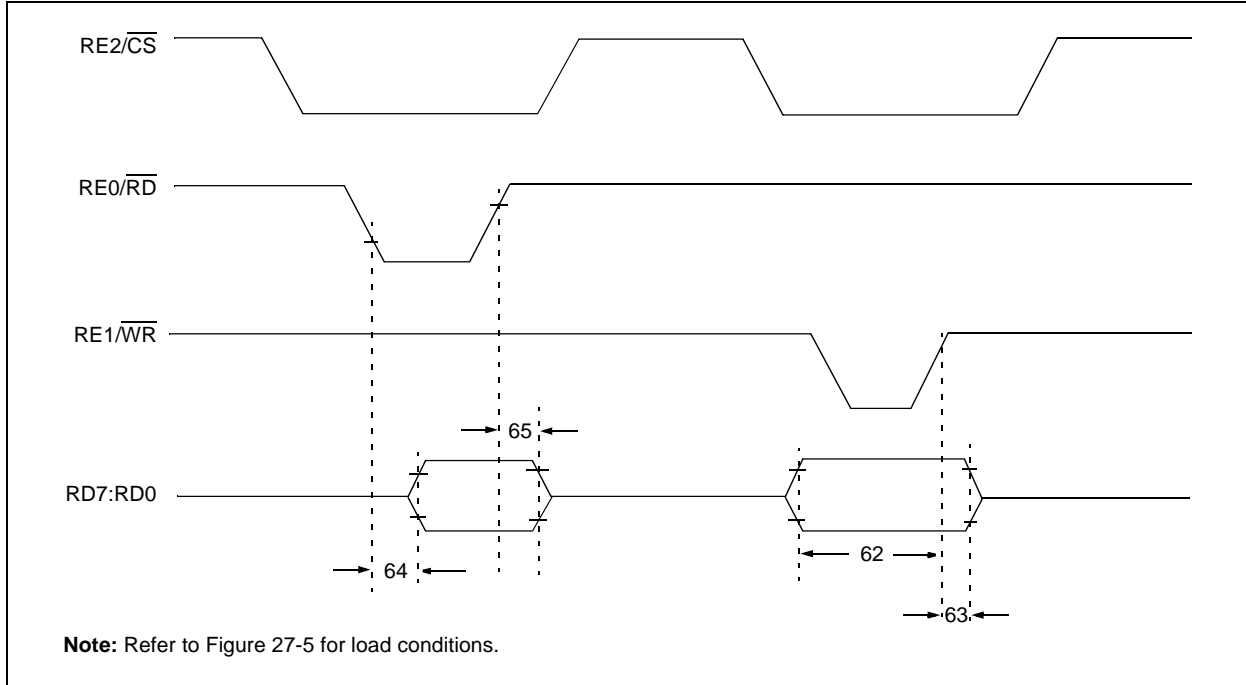 RE2/CS
RE0/RD
RE1/WR
65
RD7:RD0
64
62
63
Note: Refer to Figure 27-5 for load conditions.